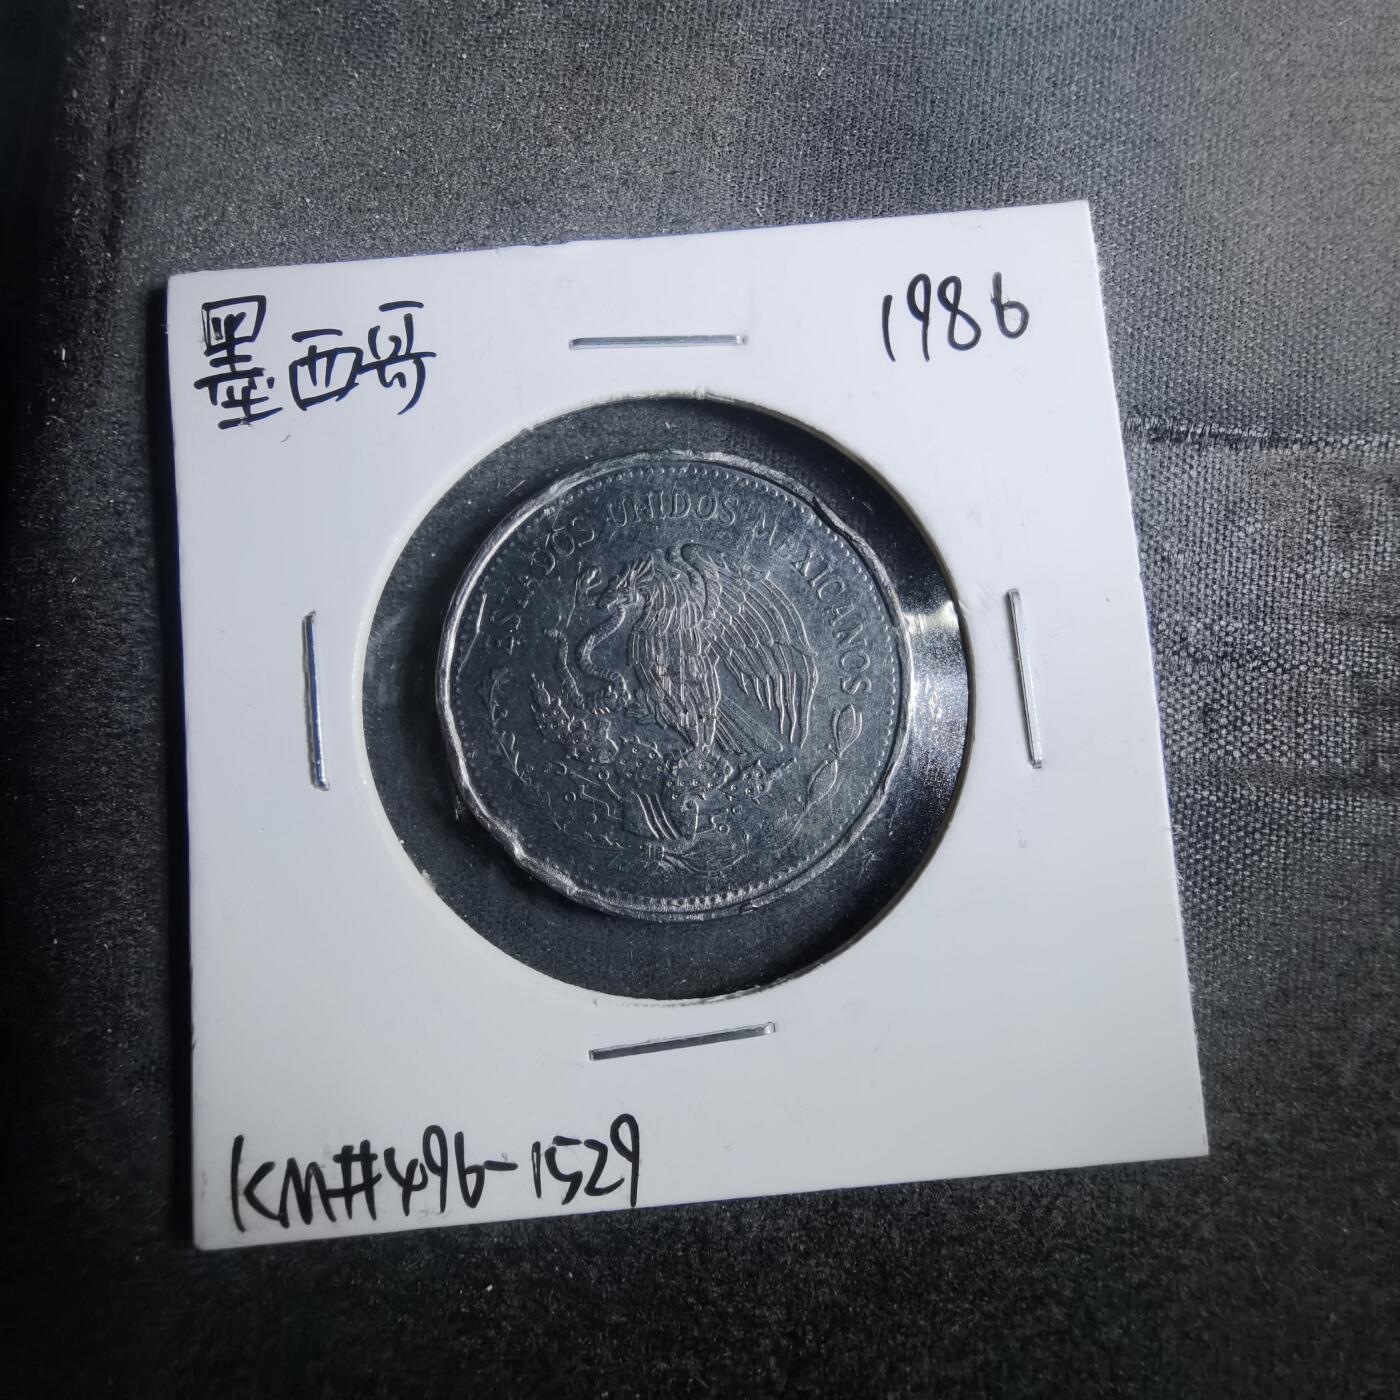 墨西哥
1986
ESTADOS UNIDOS MEXICANOS
KM#496-1529